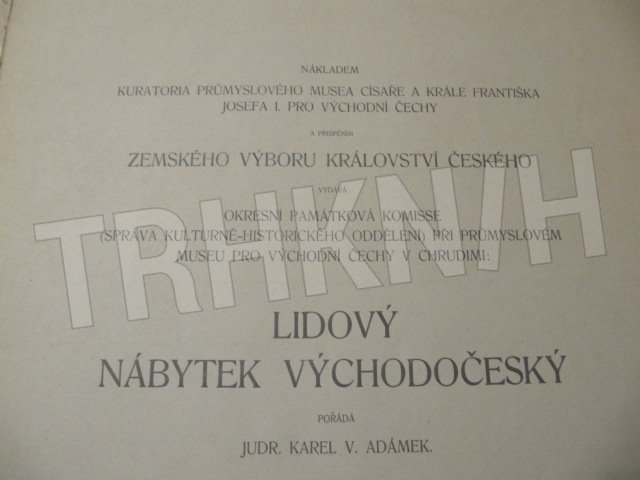 NÁKLADEM
KURATORIA PRŮMYSLOVÉHO MUSEA CÍSAŘE A KRÁLE FRANTIŠKA
JOSEFA I. PRO VÝCHODNÍ ČECHY
A PŘISPĚNÍM
ZEMSKÉHO VÝBORU KRÁLOVSTVÍ ČESKÉHO
VYDÁVÁ
OKRESNÍ PAMÁTKOVÁ KOMISSE
(SPRÁVA KULTURNĚ-HISTORICKÉHO ODDĚLENÍ) PŘI PRŮMYSLOVÉM
MUSEU PRO VÝCHODNÍ ČECHY V CHRUDIMI:
TRHKNIH
LIDOVÝ
NÁBYTEK VÝCHODOČESKÝ
POŘÁDÁ
JUDR. KAREL V. ADÁMEK.